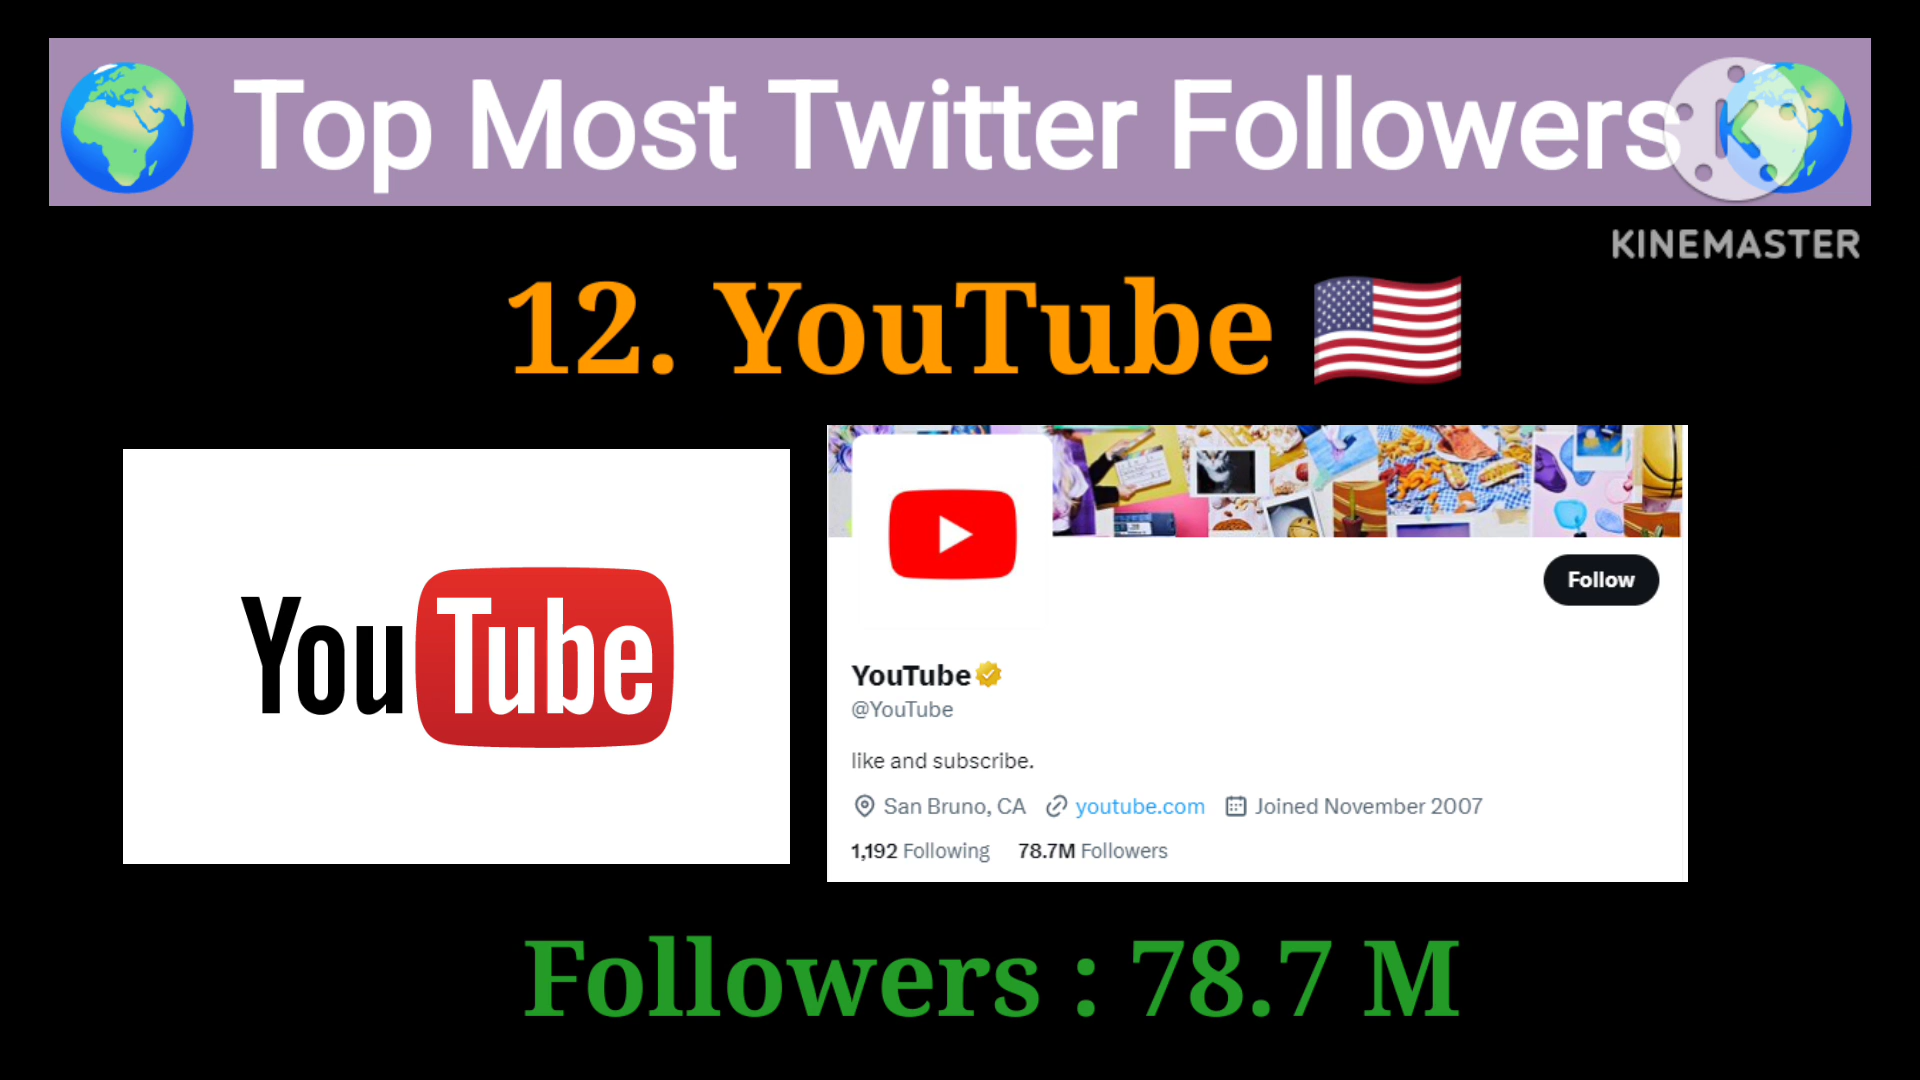 Top Most Twitter Followers
KINEMASTER
12. YouTube
YouTube
Follow
YouTube
@YouTube
like and subscribe.
San Bruno, CA youtube.com Joined November 2007
1,192 Following 78.7M Followers
Followers : 78.7 M